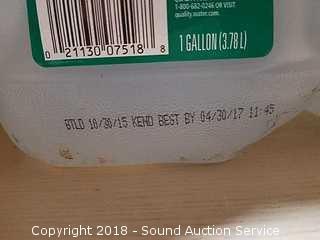 1-800-682-0246 OR VISIT
quality.water.com.
0 21130 07518 8
1 GALLON (3.78 L)
BTLD 10/30/15 KEWD BEST BY 04/30/17 11:45
Copyright 2018 - Sound Auction Service